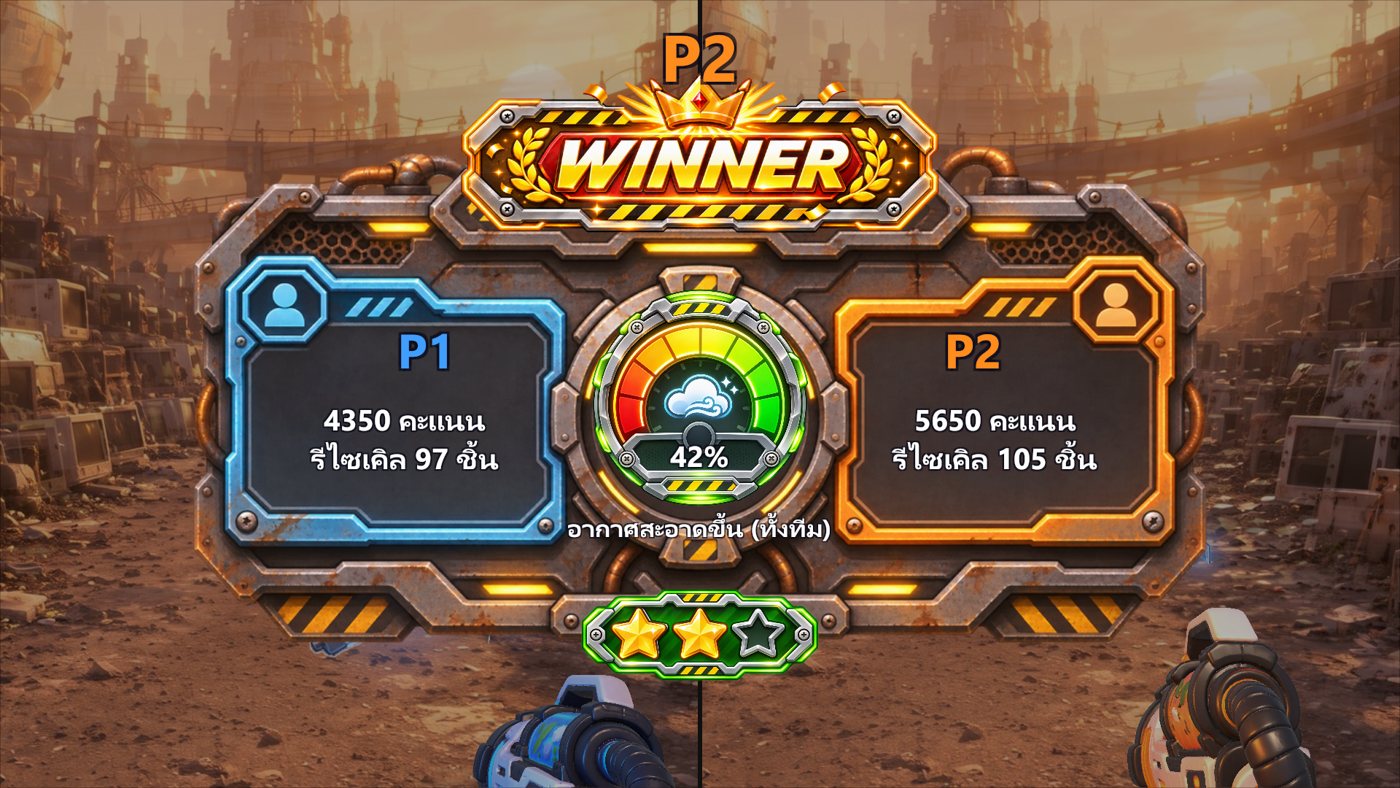 P2
WINNER
P1
4350 คะแนน
รีไซเคิล 97 ชิ้น
42%
อากาศสะอาดขึ้น (ทั้งทีม)
P2
5650 คะแนน
รีไซเคิล 105 ชิ้น